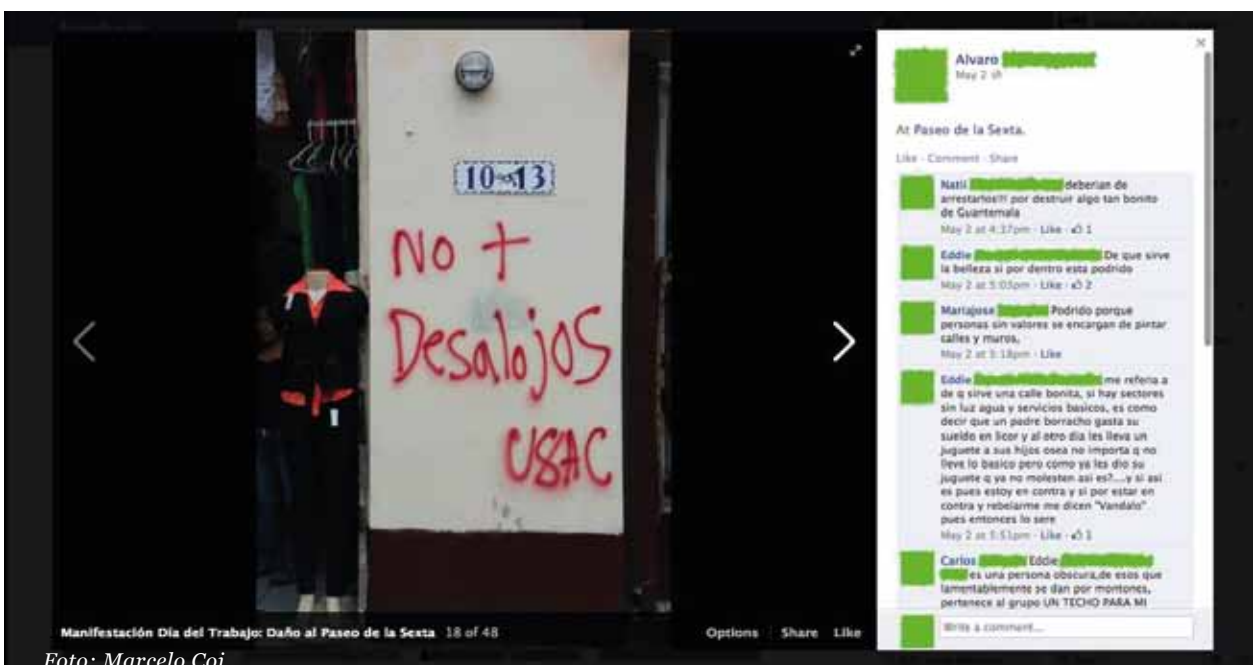 10-13
No +
Desalojos
USAC
Manifestación Dia del Trabajo: Daño al Paseo de la Sexta 18 of 48
Options Share Like
Alvaro
May 2
At Paseo de la Sexta.
Like · Comment · Share
Natii deberian de
arrestarlos!!! por destruir algo tan bonito
de Guantemala
May 2 at 4:37pm · Like · 1
Eddie De que sirve
la belleza si por dentro esta podrido
May 2 at 5:03pm · Like · 2
Mariajose Podrido porque
personas sin valores se encargan de pintar
calles y muros,
May 2 at 5:18pm · Like
Eddie me referia a
de q sirve una calle bonita, si hay sectores
sin luz agua y servicios basicos, es como
decir que un padre borracho gasta su
sueldo en licor y al otro dia les lleva un
juguete a sus hijos osea no importa q no
lleve lo basico pero como ya les dio su
juguete q ya no molesten asi es?....y si asi
es pues estoy en contra y si por estar en
contra y rebelarme me dicen "Vandalo"
pues entonces lo sere
May 2 at 5:51pm · Like · 1
Carlos Eddie
es una persona obscura,de esos que
lamentablemente se dan por montones,
pertenece al grupo UN TECHO PARA MI
Write a comment...
Foto: Marcelo Coj